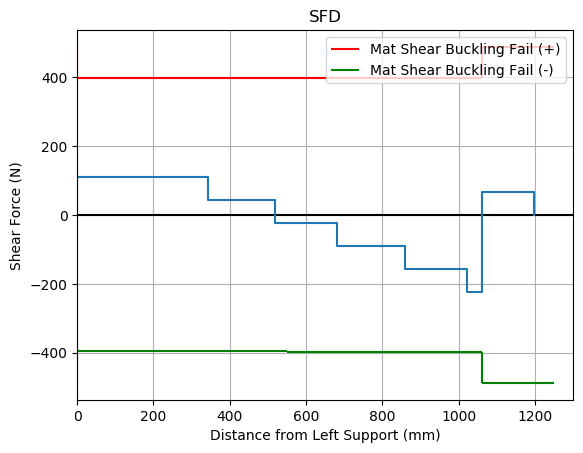 SFD
Mat Shear Buckling Fail (+)
Mat Shear Buckling Fail (-)
Shear Force (N)
400
200
0
−200
−400
0 200 400 600 800 1000 1200
Distance from Left Support (mm)